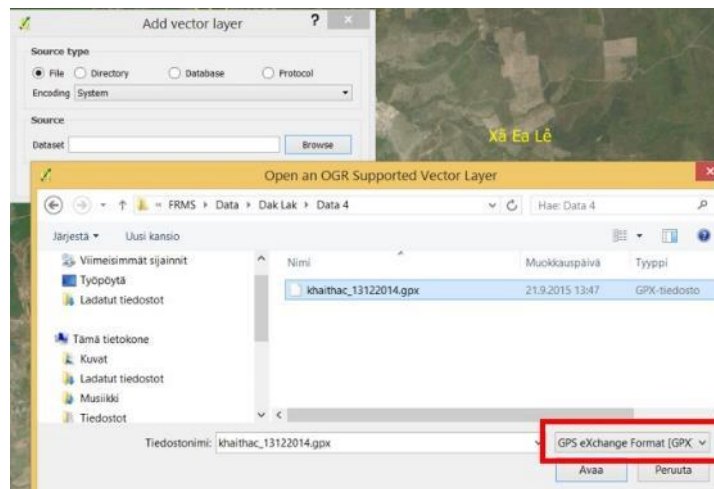 Add vector layer ?
Source type
File Directory Database Protocol
Encoding System
Source
Dataset Browse
Xã Ea Lê
Open an OGR Supported Vector Layer
« FRMS Data Dak Lak Data 4 Hae: Data 4
Järjestä Uusi kansio
Viimeisimmät sijainnit Nimi Muokkauspäivä Tyyppi
Työpöytä khaithac_13122014.gpx 21.9.2015 13:47 GPX-tiedosto
Ladatut tiedostot
Tämä tietokone
Kuvat
Ladatut tiedostot
Musiikki
Tiedostot
Tiedostonimi: khaithac_13122014.gpx GPS eXchange Format [GPX
Avaa Peruuta